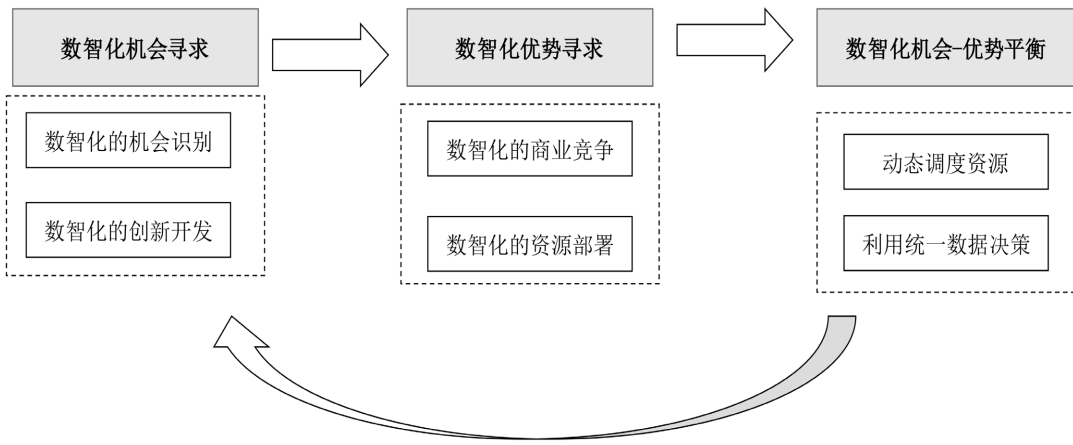 数智化机会寻求
数智化优势寻求
数智化机会-优势平衡
数智化的机会识别
数智化的创新开发
数智化的商业竞争
数智化的资源部署
动态调度资源
利用统一数据决策